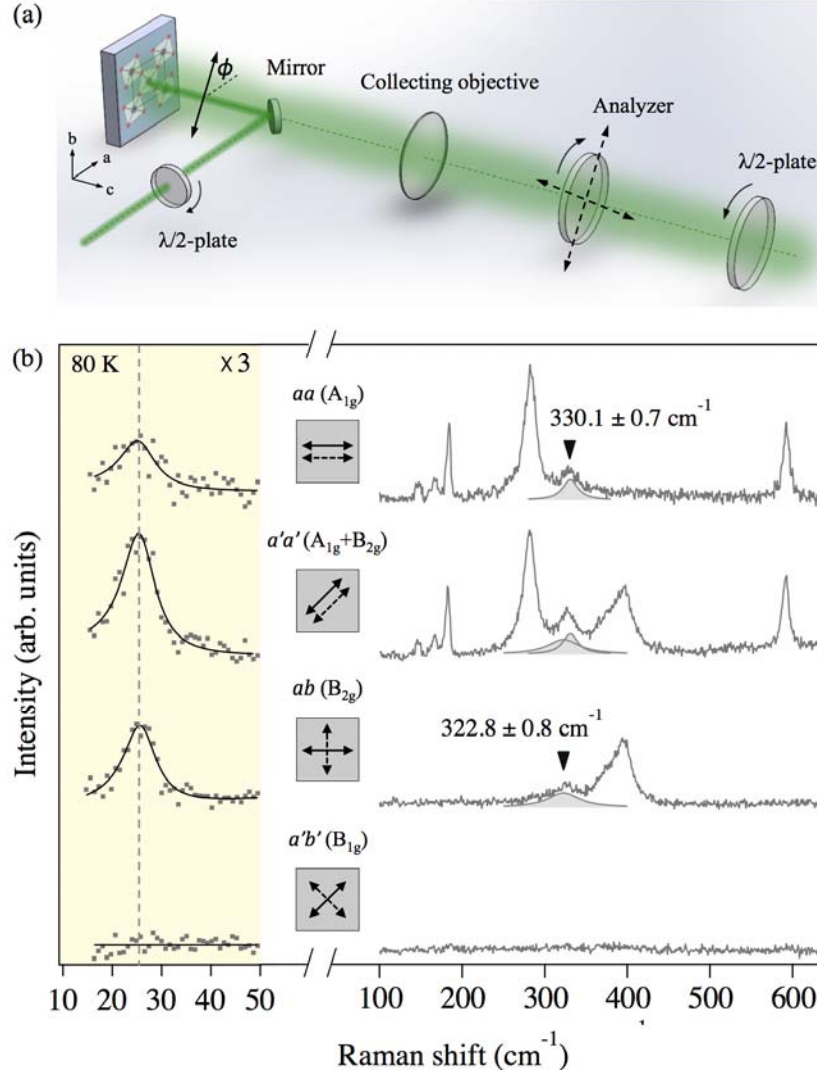 (a)
ϕ
Mirror
Collecting objective
Analyzer
λ/2-plate
b
a
c
λ/2-plate
(b)
80 K
X 3
aa (A1g)
330.1 ± 0.7 cm-1
a'a' (A1g+B2g)
ab (B2g)
322.8 ± 0.8 cm-1
a'b' (B1g)
Intensity (arb. units)
10 20 30 40 50 100 200 300 400 500 600
Raman shift (cm-1)